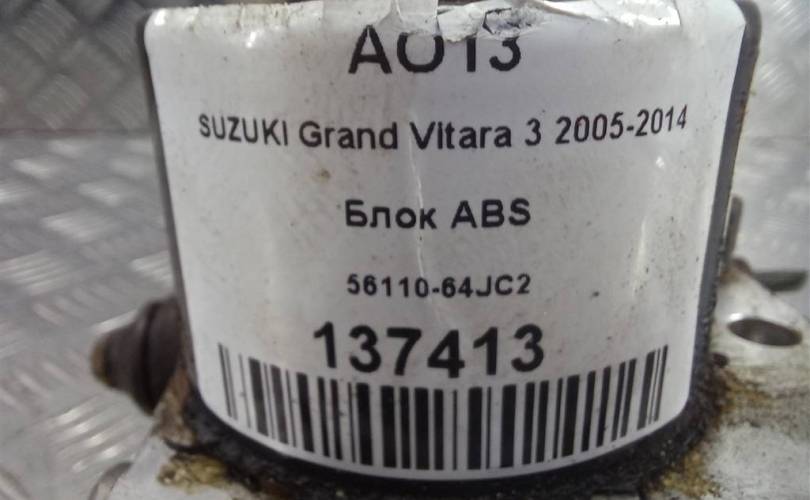 AO13
SUZUKI Grand Vitara 3 2005-2014
Блок ABS
56110-64JC2
137413